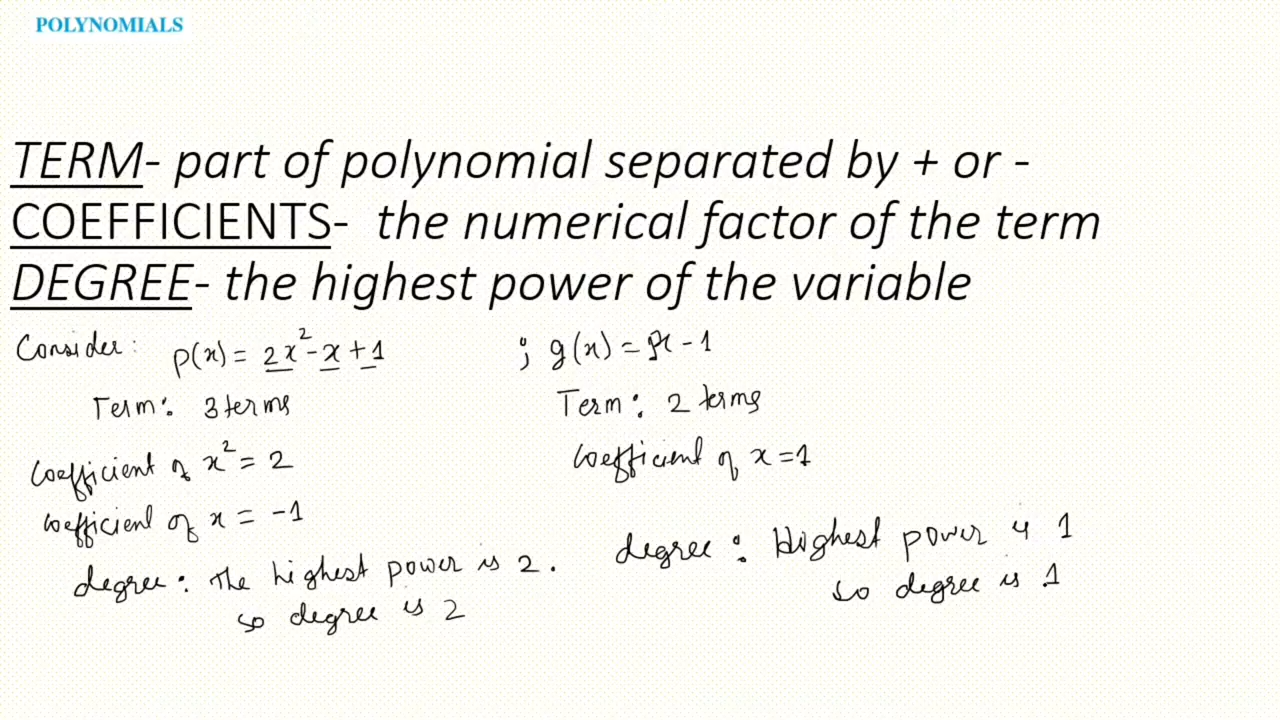 POLYNOMIALS
TERM- part of polynomial separated by + or -
COEFFICIENTS- the numerical factor of the term
DEGREE- the highest power of the variable
Consider: p(x) = 2x² - x + 1 ; g(x) = x - 1
Term: 3 terms
Term: 2 terms
Coefficient of x² = 2
Coefficient of x = 1
Coefficient of x = -1
degree: The highest power is 2.
so degree is 2
degree: Highest power is 1
so degree is 1